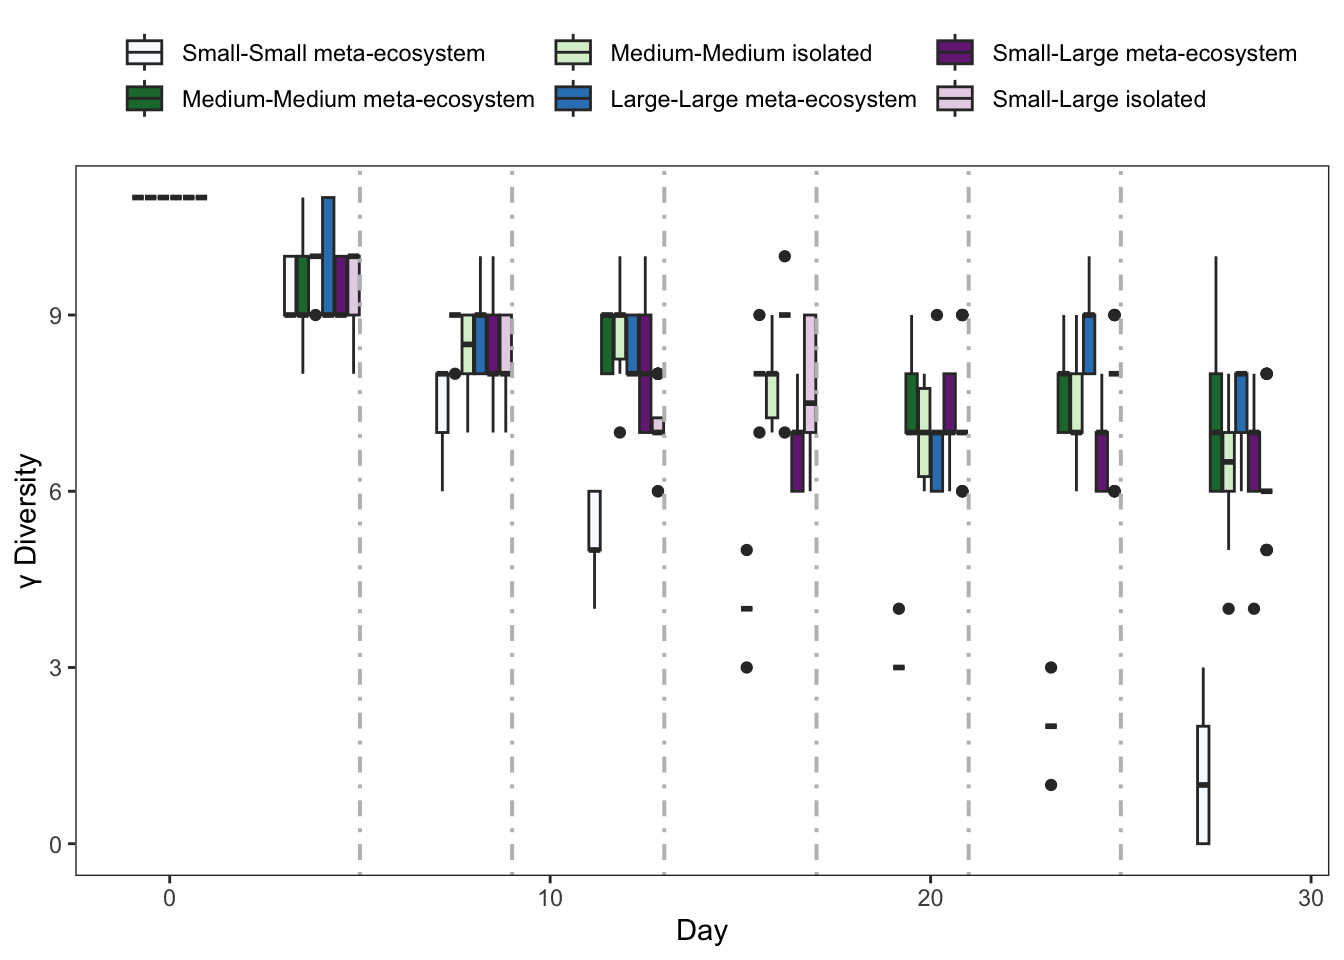 Small-Small meta-ecosystem
Medium-Medium isolated
Small-Large meta-ecosystem
Medium-Medium meta-ecosystem
Large-Large meta-ecosystem
Small-Large isolated
9
6
3
0
γ Diversity
0
10
20
30
Day